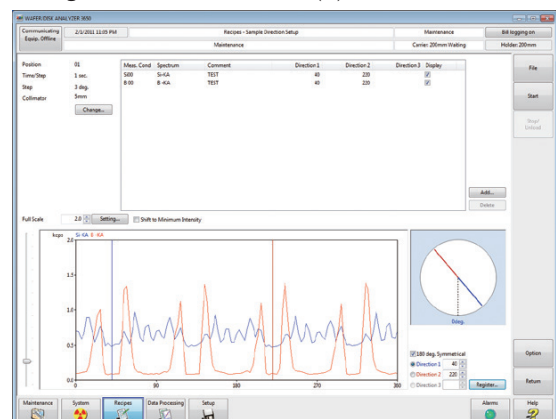 WAFER/DISK ANALYZER 3650
Communicating 2/1/2011 11:05 PM Recipes - Sample Direction Setup Maintenance Bill logging on
Equip. Offline Maintenance Carrier: 200mm Waiting Holder: 200mm
Position 01
Time/Step 1 sec.
Step 3 deg.
Collimator 5mm
Change...
Meas. Cond Spectrum Comment Direction 1 Direction 2 Direction 3 Display
Si00 Si-KA TEST 40 220
B 00 B -KA TEST 40 220
File
Start
Stop/
Unload
Add...
Delete
Full Scale 2.0 Setting... Shift to Minimum Intensity
kcps Si-KA B -KA
2.0
1.5
1.0
0.5
0.0
0 90 180 270 360
0deg.
180 deg. Symmetrical
Direction 1 40
Direction 2 220
Direction 3
Register...
Option
Return
Maintenance System Recipes Data Processing Setup Alarms Help